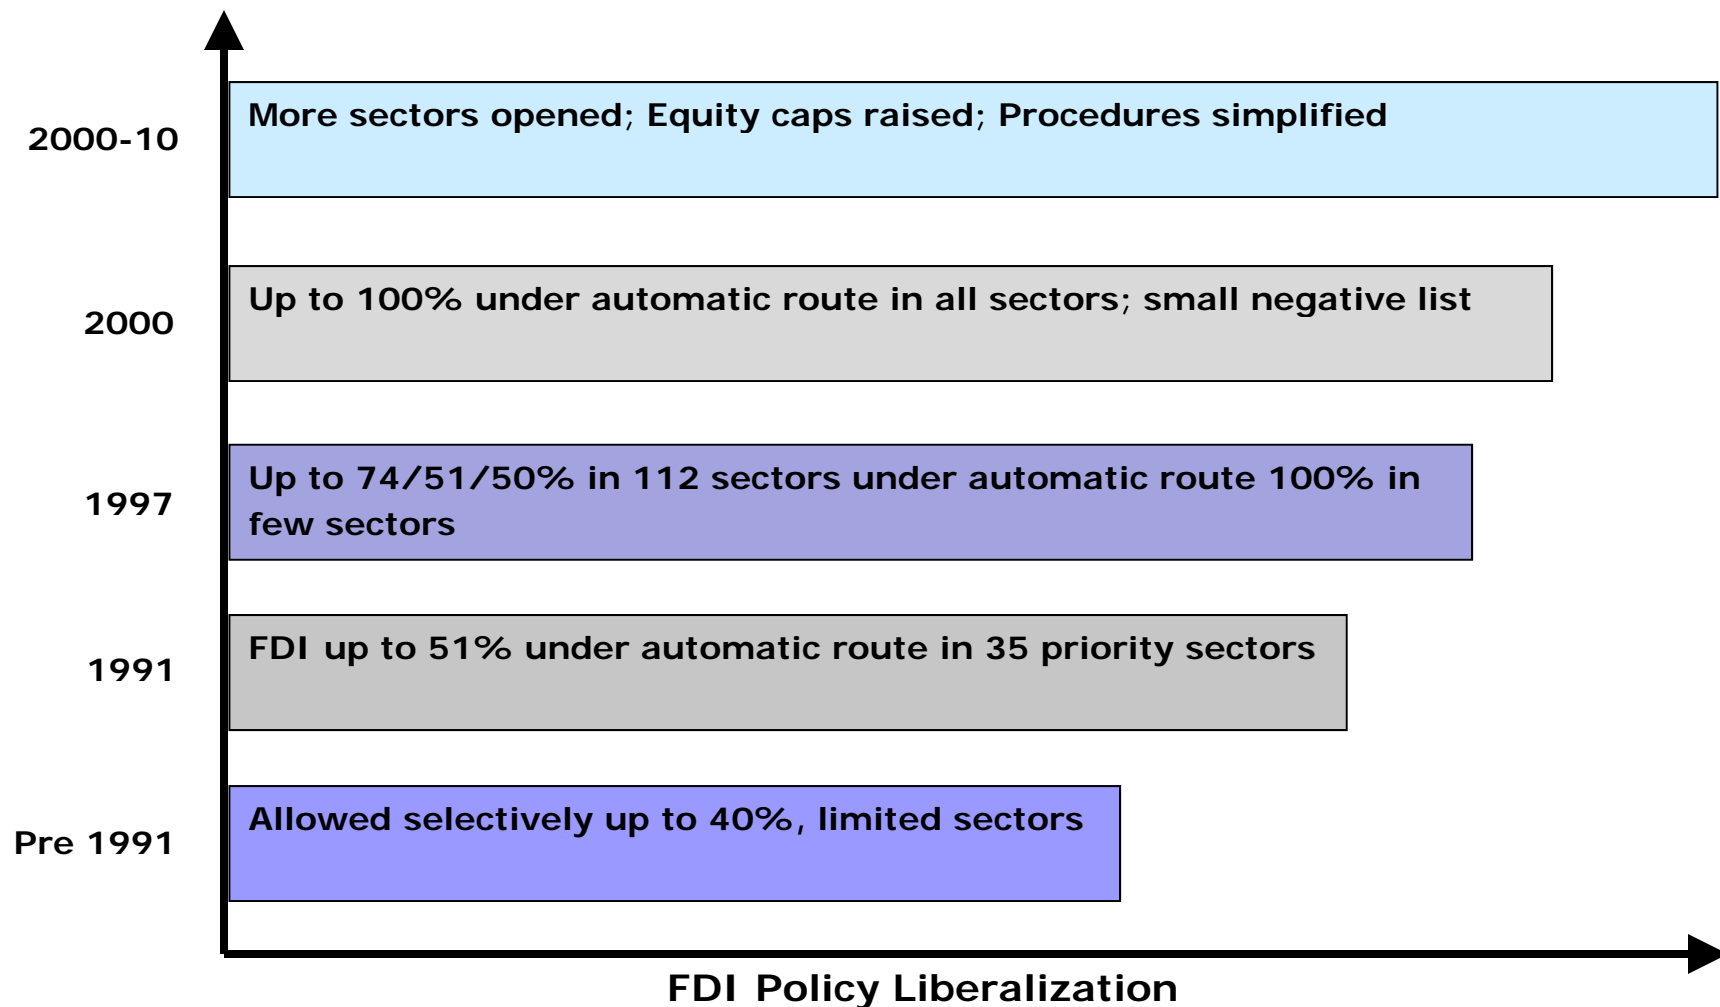 2000-10
More sectors opened; Equity caps raised; Procedures simplified
2000
Up to 100% under automatic route in all sectors; small negative list
1997
Up to 74/51/50% in 112 sectors under automatic route 100% in
few sectors
1991
FDI up to 51% under automatic route in 35 priority sectors
Pre 1991
Allowed selectively up to 40%, limited sectors
FDI Policy Liberalization